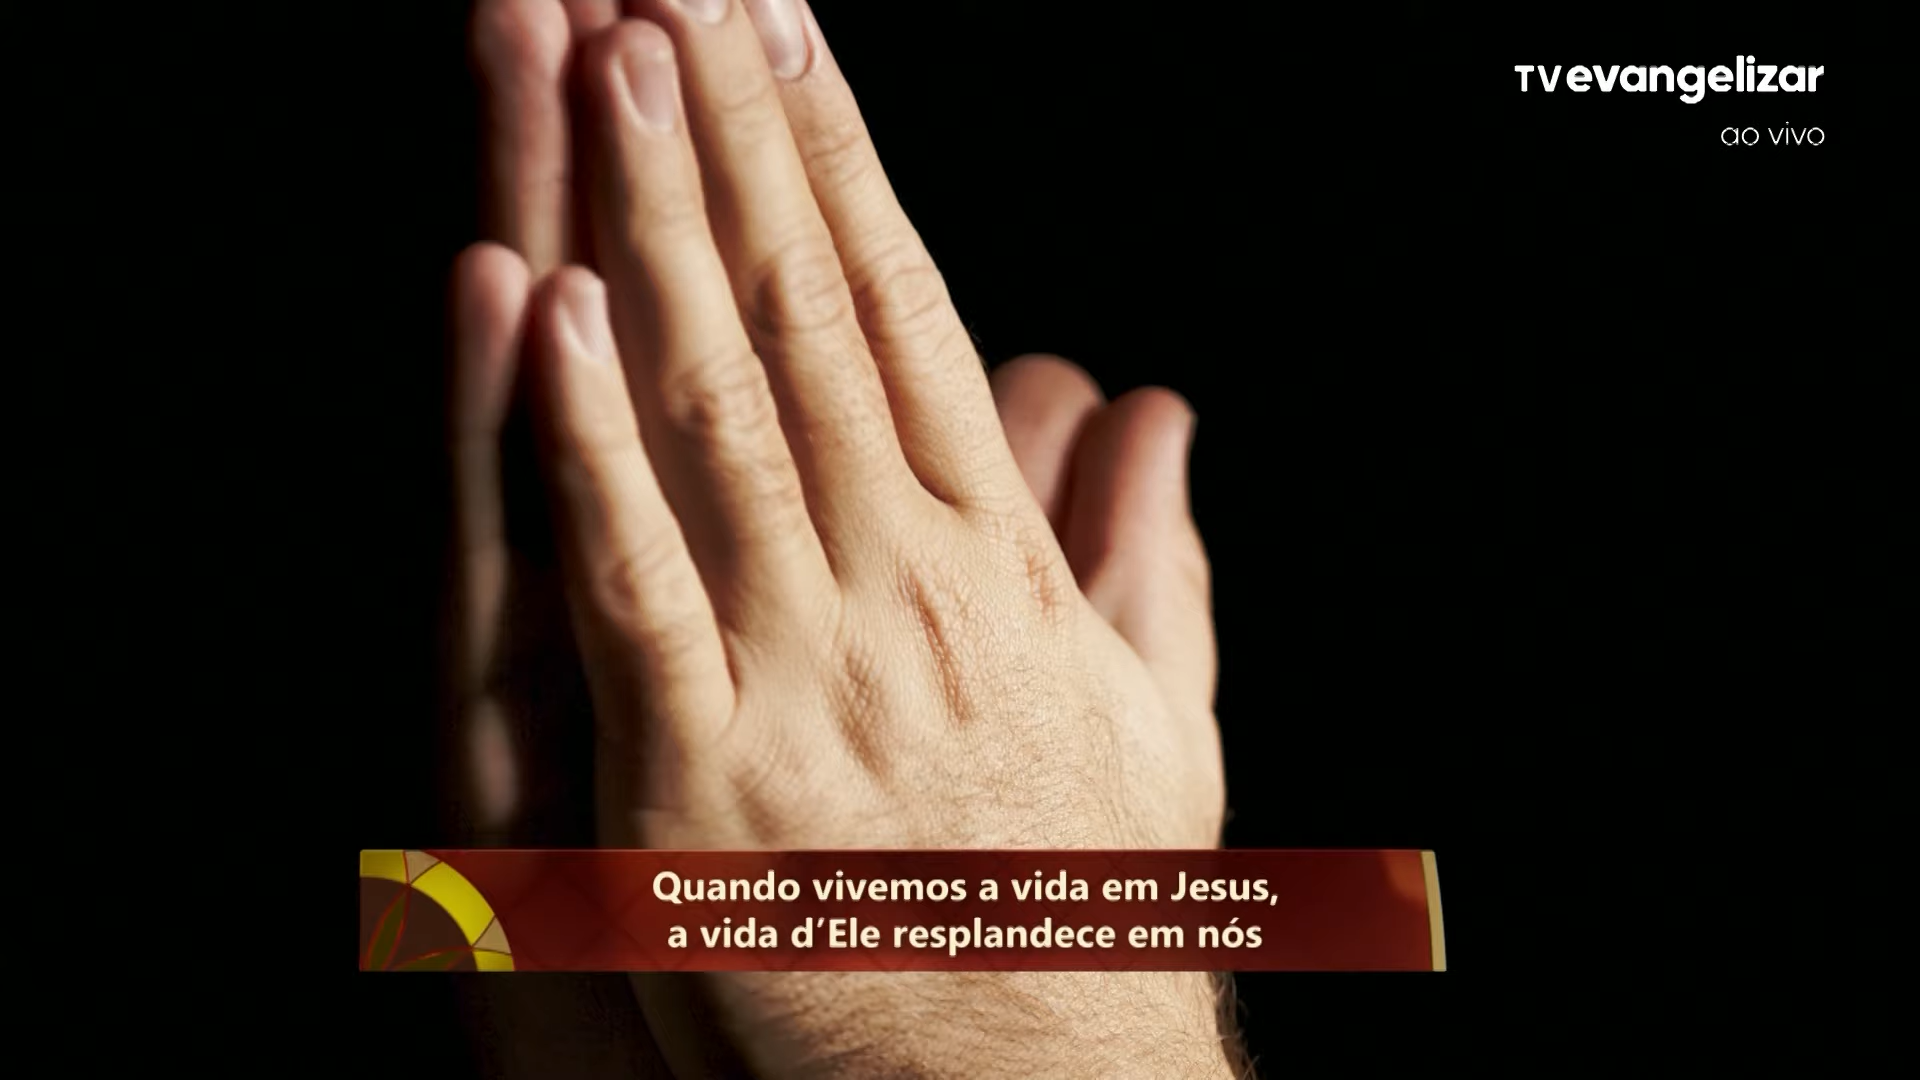 TVevangelizar
ao vivo
Quando vivemos a vida em Jesus,
a vida d’Ele resplandece em nós